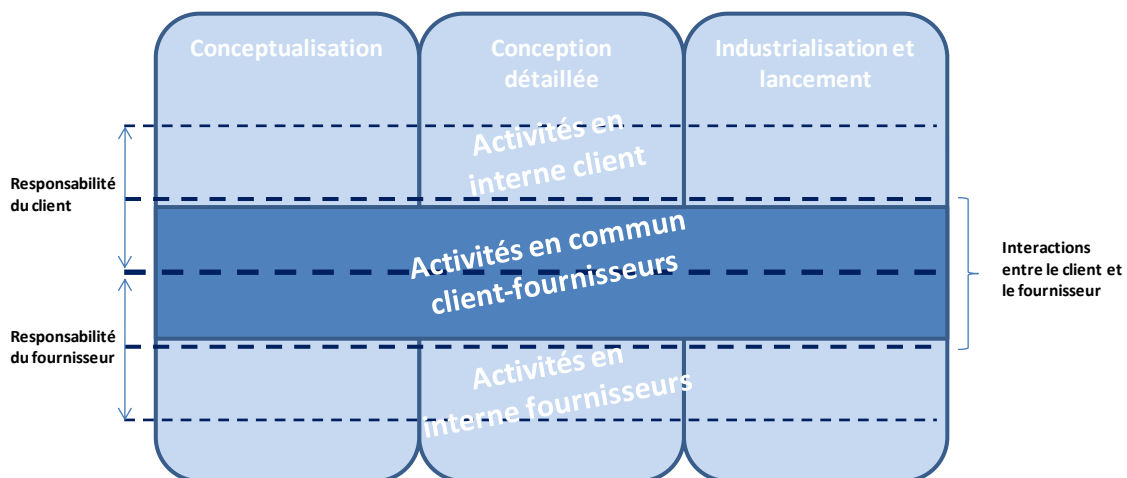 Conceptualisation
Conception
détaillée
Industrialisation et
lancement
Activités en
interne client
Responsabilité
du client
Activités en commun
client-fournisseurs
Interactions
entre le client et
le fournisseur
Responsabilité
du fournisseur
Activités en
interne fournisseurs